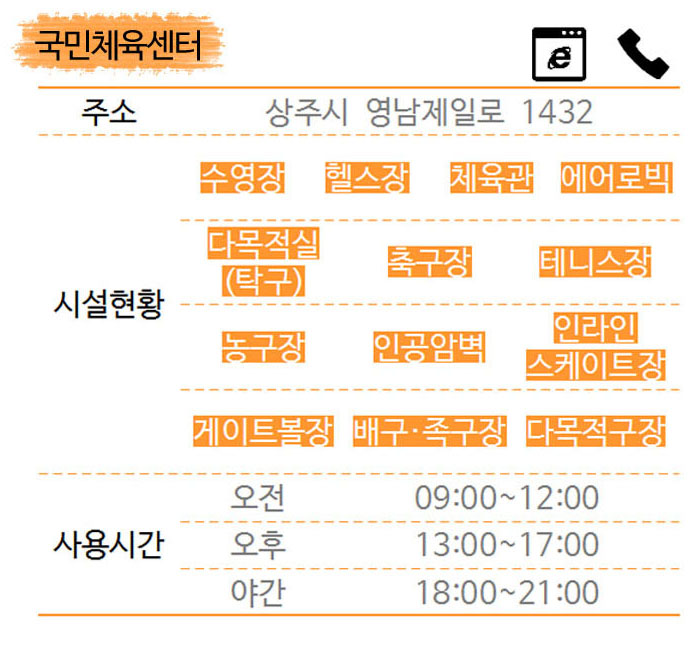 국민체육센터
주소 상주시 영남제일로 1432
시설현황
수영장 헬스장 체육관 에어로빅
다목적실
(탁구) 축구장 테니스장
농구장 인공암벽 인라인
스케이트장
게이트볼장 배구·족구장 다목적구장
사용시간
오전 09:00~12:00
오후 13:00~17:00
야간 18:00~21:00